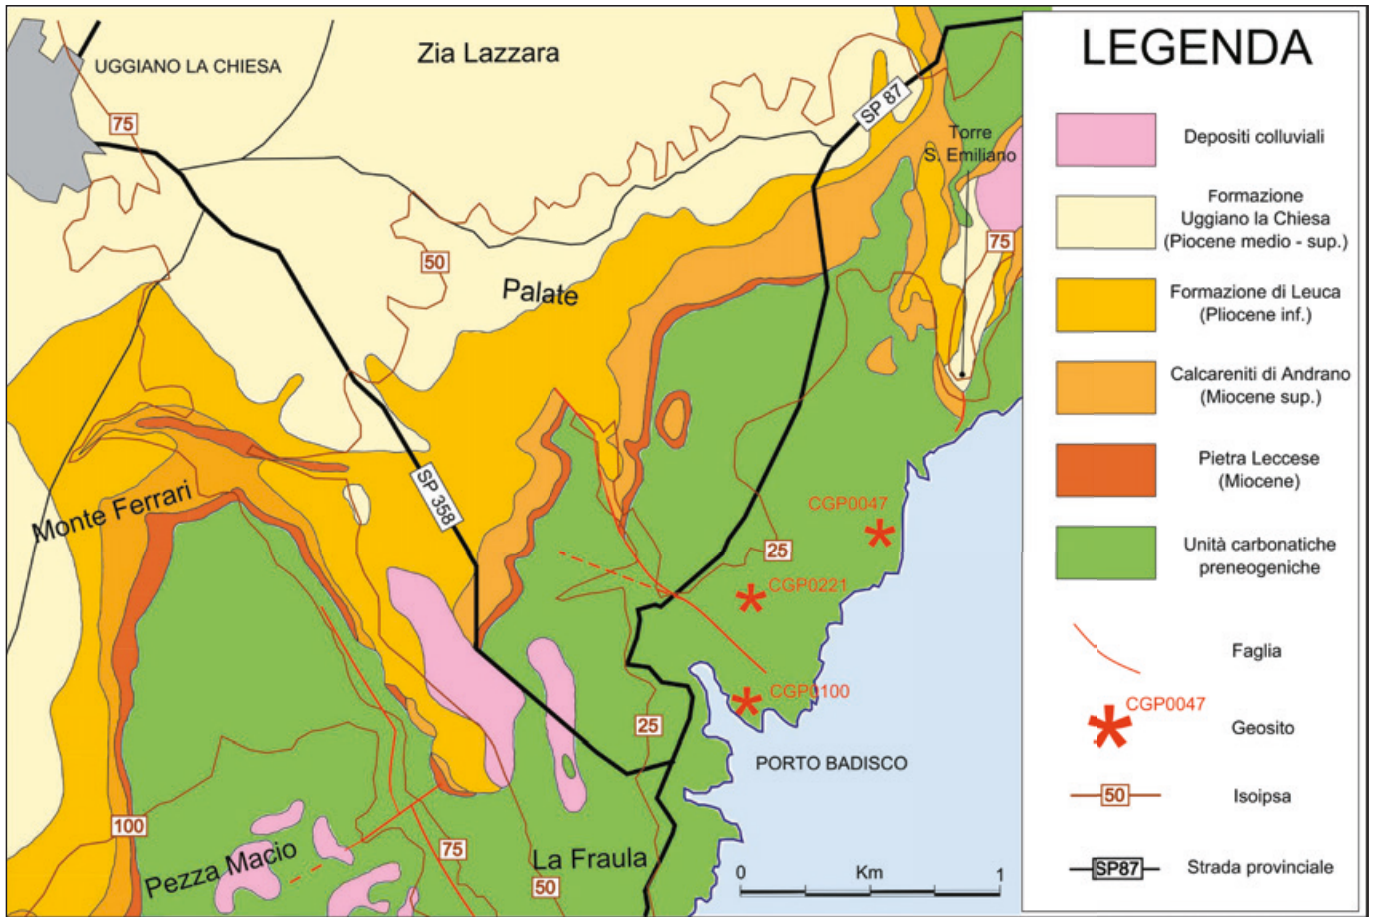 UGGIANO LA CHIESA
Zia Lazzara
75
SP 87
Torre
S. Emiliano
50
75
Palate
SP 358
Monte Ferrari
CGP0047
25
CGP0221
CGP0100
25
PORTO BADISCO
100
75
La Fraula
50
Pezza Macio
0
Km
1
LEGENDA
Depositi colluviali
Formazione
Uggiano la Chiesa
(Piocene medio - sup.)
Formazione di Leuca
(Pliocene inf.)
Calcareniti di Andrano
(Miocene sup.)
Pietra Leccese
(Miocene)
Unità carbonatiche
preneogeniche
Faglia
CGP0047
Geosito
50
Isoipsa
SP87
Strada provinciale